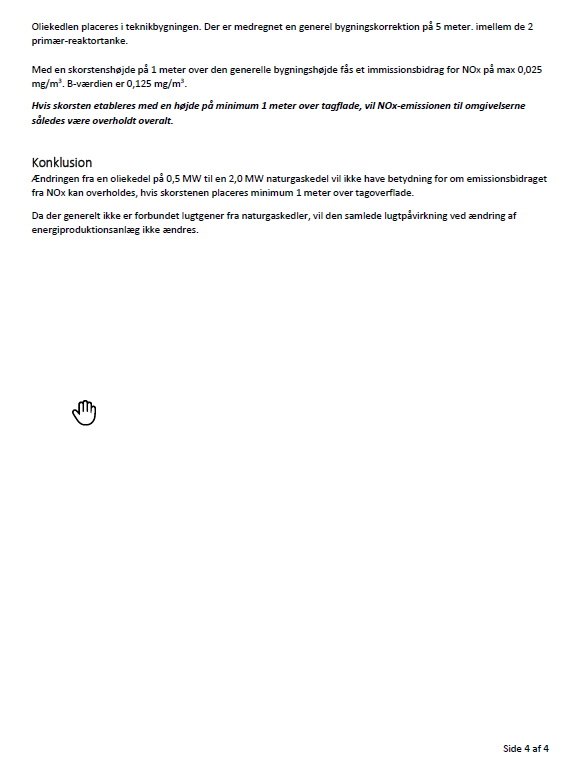 Oliekedlen placeres i teknikbygningen. Der er medregnet en generel bygningskorrektion på 5 meter. imellem de 2
primær-reaktortanke.
Med en skorstenshøjde på 1 meter over den generelle bygningshøjde fås et immissionsbidrag for NOx på max 0,025
mg/m³. B-værdien er 0,125 mg/m³.
Hvis skorsten etableres med en højde på minimum 1 meter over tagflade, vil NOx-emissionen til omgivelserne
således være overholdt overalt.
Konklusion
Ændringen fra en oliekedel på 0,5 MW til en 2,0 MW naturgaskedel vil ikke have betydning for om emissionsbidraget
fra NOx kan overholdes, hvis skorstenen placeres minimum 1 meter over tagoverflade.
Da der generelt ikke er forbundet lugtgener fra naturgaskedler, vil den samlede lugtpåvirkning ved ændring af
energiproduktionsanlæg ikke ændres.
Side 4 af 4